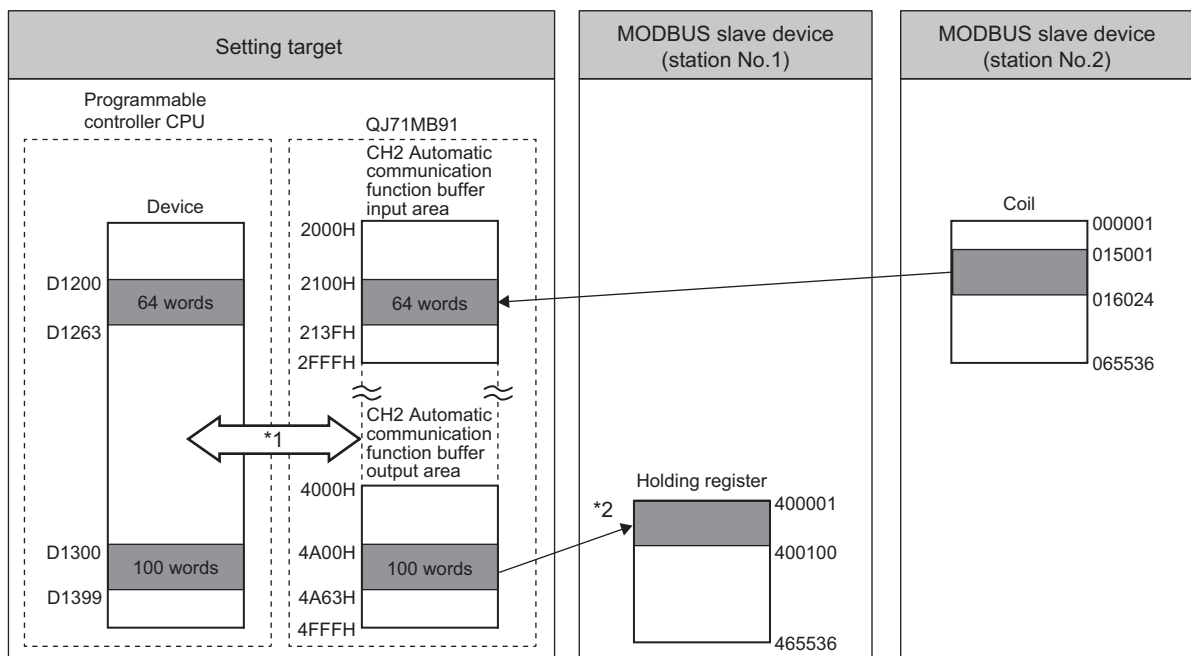 Setting target
MODBUS slave device
(station No.1)
MODBUS slave device
(station No.2)
Programmable
controller CPU
Device
D1200
64 words
D1263
D1300
100 words
D1399
*1
QJ71MB91
CH2 Automatic
communication
function buffer
input area
2000H
2100H
64 words
213FH
2FFFH
CH2 Automatic
communication
function buffer
output area
4000H
4A00H
100 words
4A63H
4FFFH
*2
Holding register
400001
400100
465536
Coil
000001
015001
016024
065536